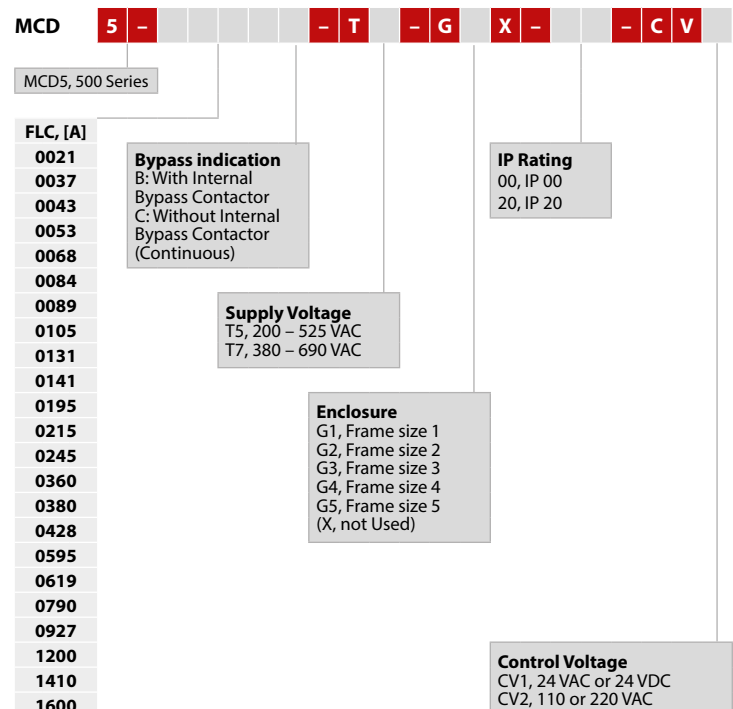 MCD 5 – – T – G X – – C V
MCD5, 500 Series
FLC, [A]
0021
0037
0043
0053
0068
0084
0089
0105
0131
0141
0195
0215
0245
0360
0380
0428
0595
0619
0790
0927
1200
1410
1600
Bypass indication
B: With Internal
Bypass Contactor
C: Without Internal
Bypass Contactor
(Continuous)
Supply Voltage
T5, 200 – 525 VAC
T7, 380 – 690 VAC
Enclosure
G1, Frame size 1
G2, Frame size 2
G3, Frame size 3
G4, Frame size 4
G5, Frame size 5
(X, not Used)
IP Rating
00, IP 00
20, IP 20
Control Voltage
CV1, 24 VAC or 24 VDC
CV2, 110 or 220 VAC